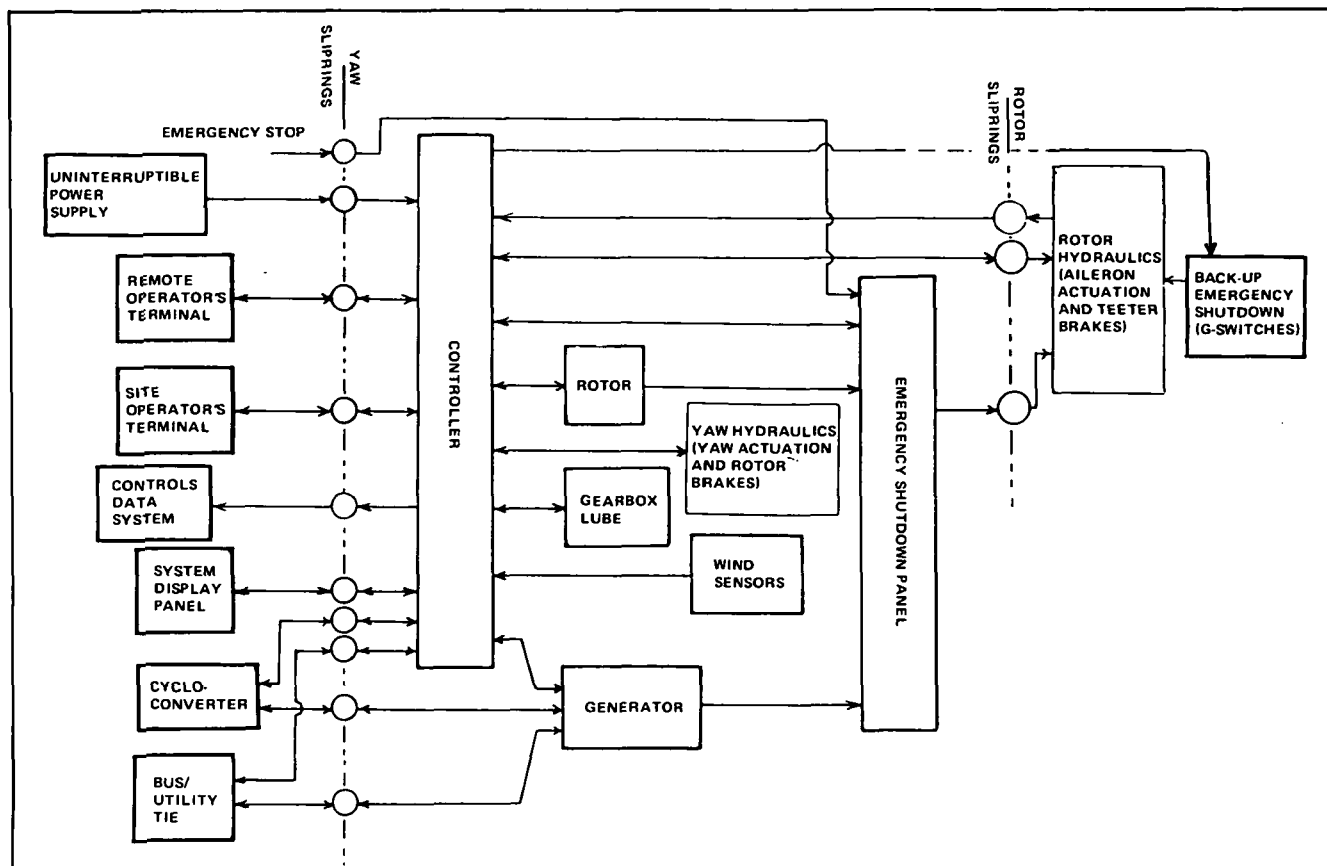 YAW
SLIPRINGS
EMERGENCY STOP
UNINTERRUPTIBLE
POWER
SUPPLY
REMOTE
OPERATOR'S
TERMINAL
SITE
OPERATOR'S
TERMINAL
CONTROLS
DATA
SYSTEM
SYSTEM
DISPLAY
PANEL
CYCLO-
CONVERTER
BUS/
UTILITY
TIE
CONTROLLER
ROTOR
YAW HYDRAULICS
(YAW ACTUATION
AND ROTOR
BRAKES)
GEARBOX
LUBE
WIND
SENSORS
GENERATOR
EMERGENCY SHUTDOWN PANEL
ROTOR
SLIPRINGS
ROTOR
HYDRAULICS
(AILERON
ACTUATION
AND TEETER
BRAKES)
BACK-UP
EMERGENCY
SHUTDOWN
(G-SWITCHES)